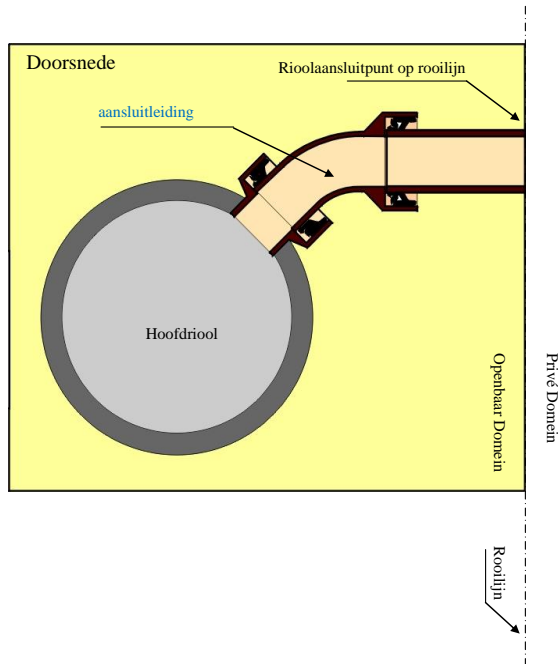 Doorsnede
Rioolaansluitpunt op rooilijn
aansluitleiding
Hoofdriool
Openbaar Domein
Privé Domein
Rooilijn